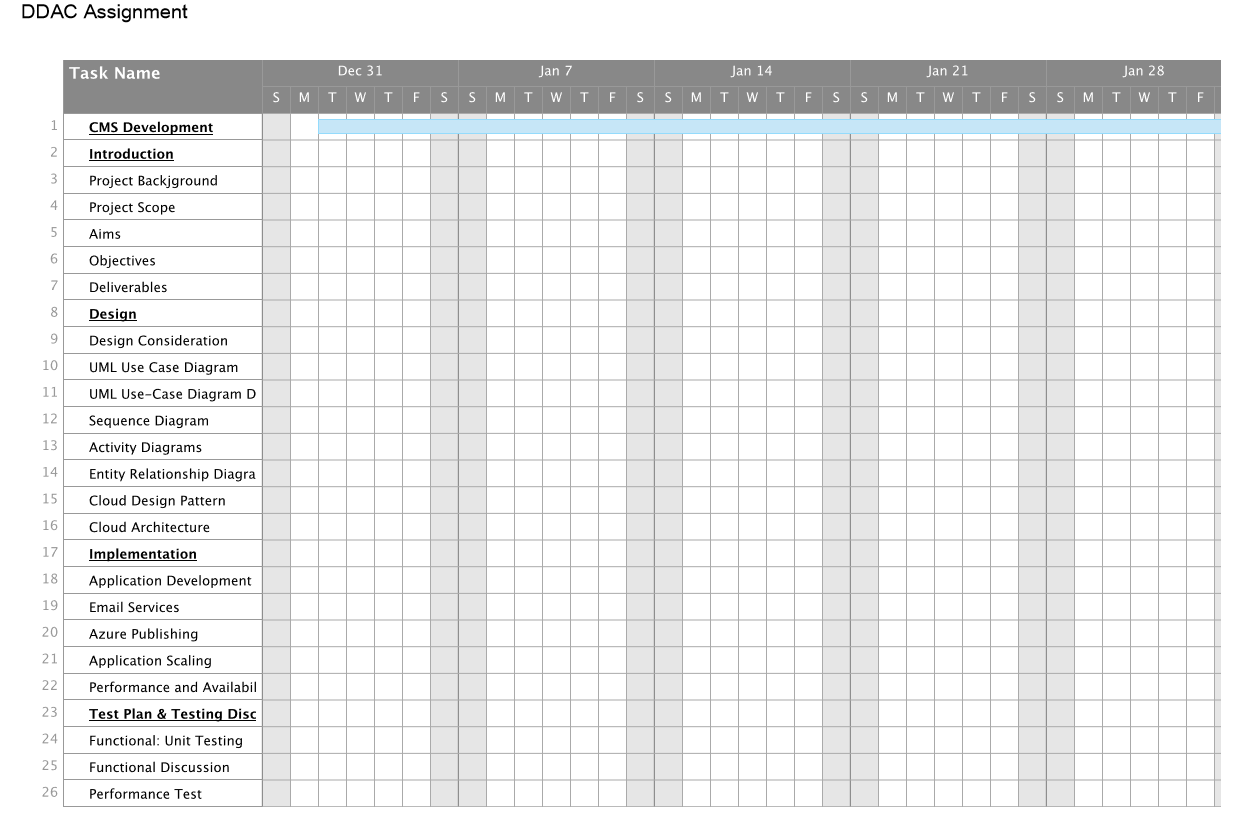 DDAC Assignment
Task Name
Dec 31 Jan 7 Jan 14 Jan 21 Jan 28
S M T W T F S S M T W T F S S M T W T F S S M T W T F S S M T W T F
1 CMS Development
2 Introduction
3 Project Backjground
4 Project Scope
5 Aims
6 Objectives
7 Deliverables
8 Design
9 Design Consideration
10 UML Use Case Diagram
11 UML Use-Case Diagram D
12 Sequence Diagram
13 Activity Diagrams
14 Entity Relationship Diagra
15 Cloud Design Pattern
16 Cloud Architecture
17 Implementation
18 Application Development
19 Email Services
20 Azure Publishing
21 Application Scaling
22 Performance and Availabil
23 Test Plan & Testing Disc
24 Functional: Unit Testing
25 Functional Discussion
26 Performance Test